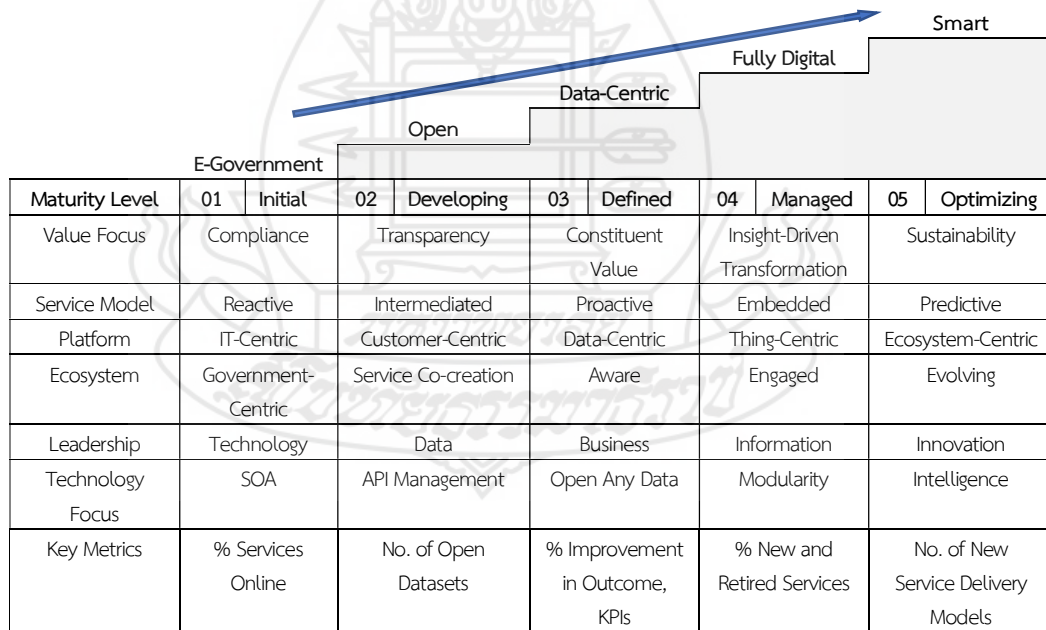 Smart
Fully Digital
Data-Centric
Open
E-Government
Maturity Level 01 Initial 02 Developing 03 Defined 04 Managed 05 Optimizing
Value Focus Compliance Transparency Constituent Insight-Driven Sustainability
Value Transformation
Service Model Reactive Intermediated Proactive Embedded Predictive
Platform IT-Centric Customer-Centric Data-Centric Thing-Centric Ecosystem-Centric
Ecosystem Government- Service Co-creation Aware Engaged Evolving
Centric
Leadership Technology Data Business Information Innovation
Technology SOA API Management Open Any Data Modularity Intelligence
Focus
Key Metrics % Services No. of Open % Improvement % New and No. of New
Online Datasets in Outcome, Retired Services Service Delivery
KPIs Models